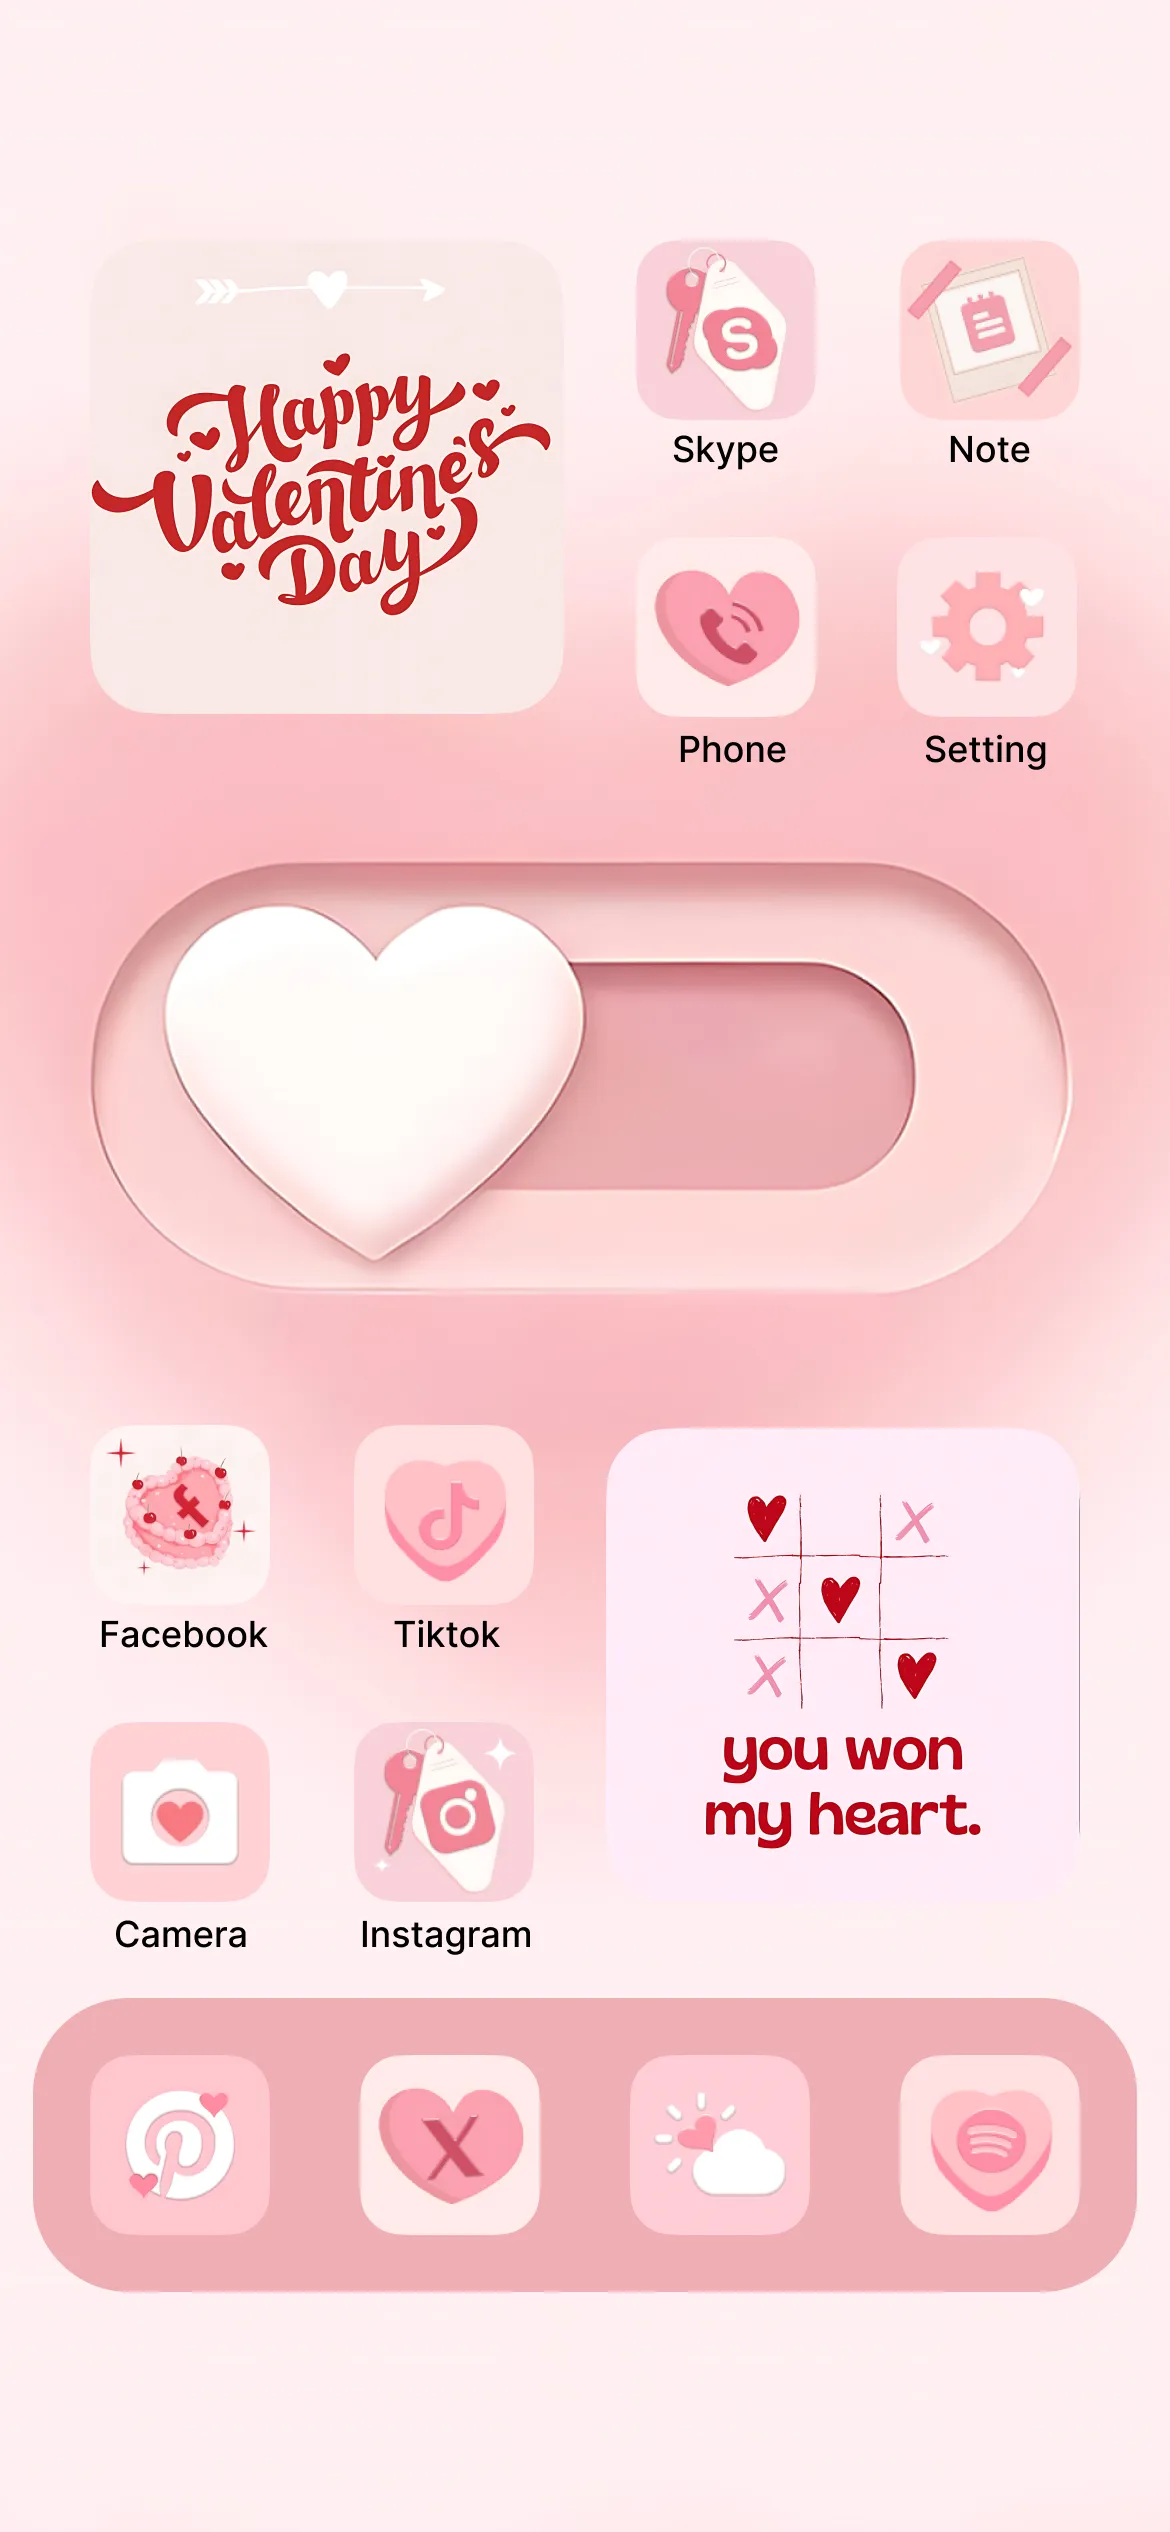 Happy
Valentine's
Day
Skype
Note
Phone
Setting
Facebook
Tiktok
X
X
X
you won
my heart.
Camera
Instagram
X